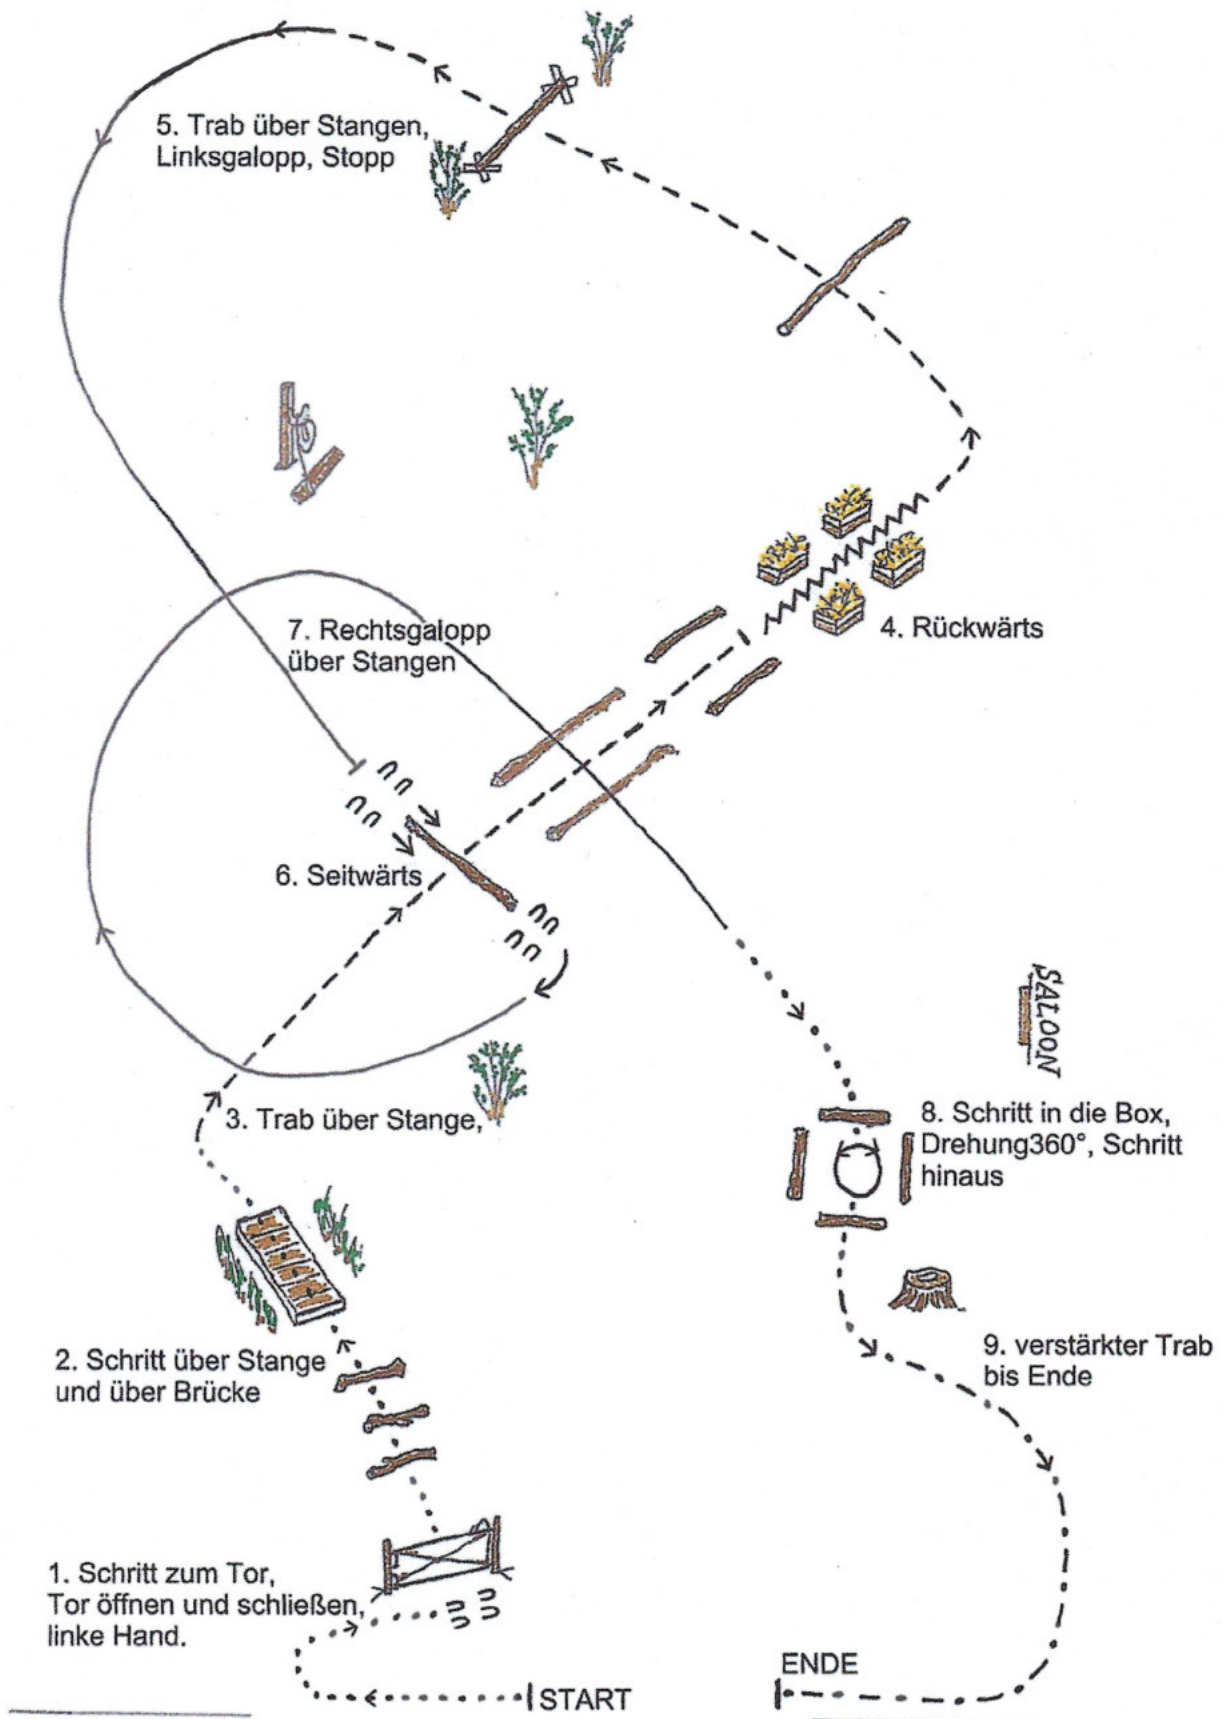 5. Trab über Stangen,
Linksgalopp, Stopp
7. Rechtsgalopp
über Stangen
4. Rückwärts
6. Seitwärts
SALOON
3. Trab über Stange,
8. Schritt in die Box,
Drehung360°, Schritt
hinaus
2. Schritt über Stange
und über Brücke
9. verstärkter Trab
bis Ende
1. Schritt zum Tor,
Tor öffnen und schließen,
linke Hand.
START
ENDE